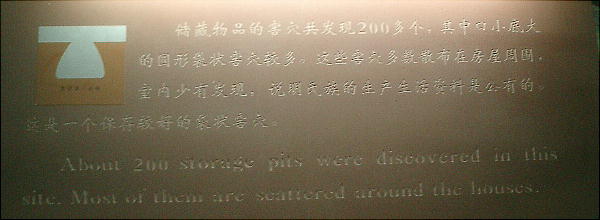 储藏物品的窖穴共发现200多个，其中口小底大
的圆形袋状窖穴较多。这些窖穴多数散布在房屋周围，
室内少有发现，说明氏族的生产生活资料是公有的。
这是一个保存较好的袋状窖穴。
About 200 storage pits were discovered in this
site. Most of them are scattered around the houses.